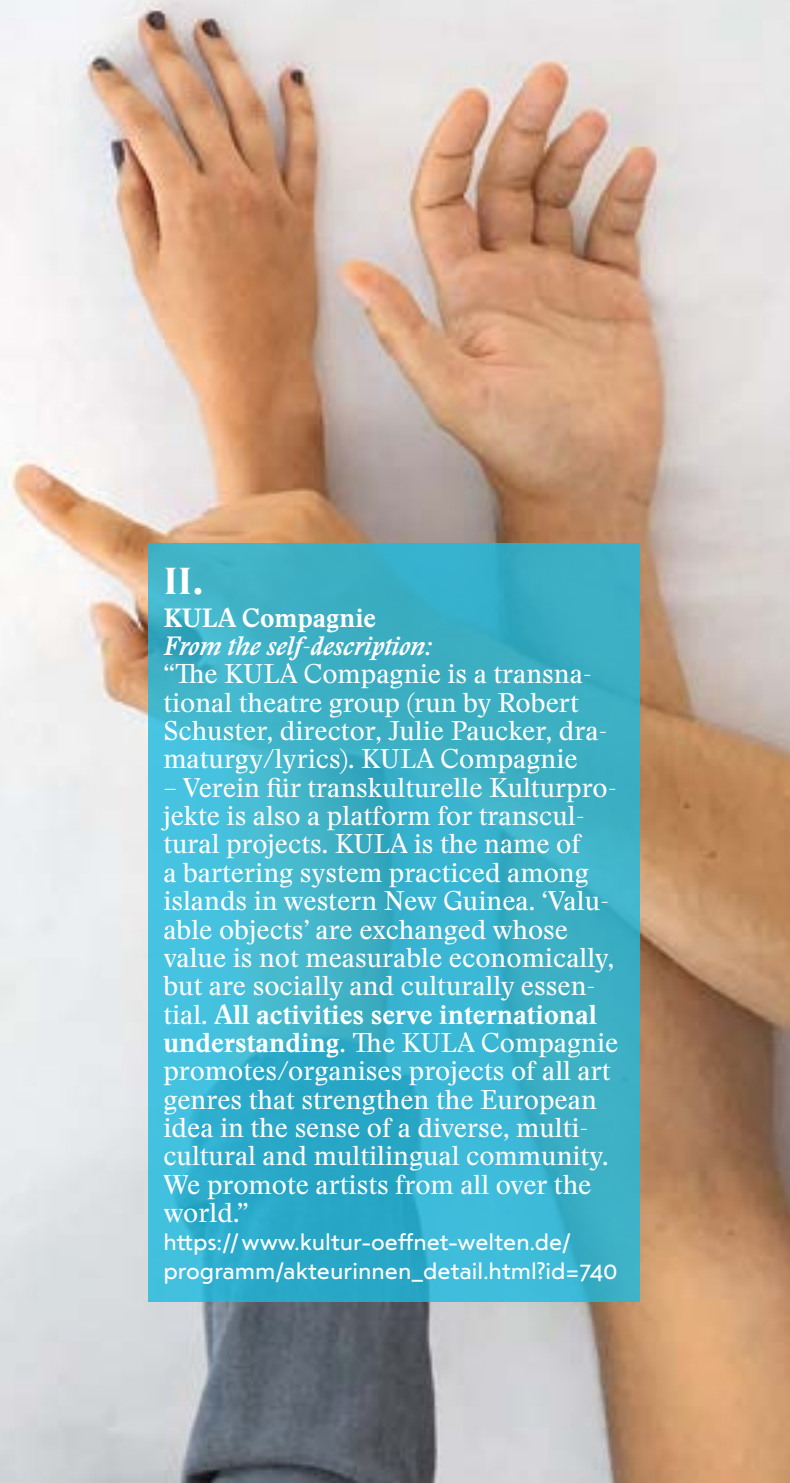 II.
KULA Compagnie
From the self-description:
“The KULA Compagnie is a transna-
tional theatre group (run by Robert
Schuster, director, Julie Paucker, dra-
maturgy/lyrics). KULA Compagnie
– Verein für transkulturelle Kulturpro-
jekte is also a platform for transcul-
tural projects. KULA is the name of
a bartering system practiced among
islands in western New Guinea. ‘Valu-
able objects’ are exchanged whose
value is not measurable economically,
but are socially and culturally essen-
tial. All activities serve international
understanding. The KULA Compagnie
promotes/organises projects of all art
genres that strengthen the European
idea in the sense of a diverse, multi-
cultural and multilingual community.
We promote artists from all over the
world.”
https://www.kultur-oeffnet-welten.de/
programm/akteurinnen_detail.html?id=740